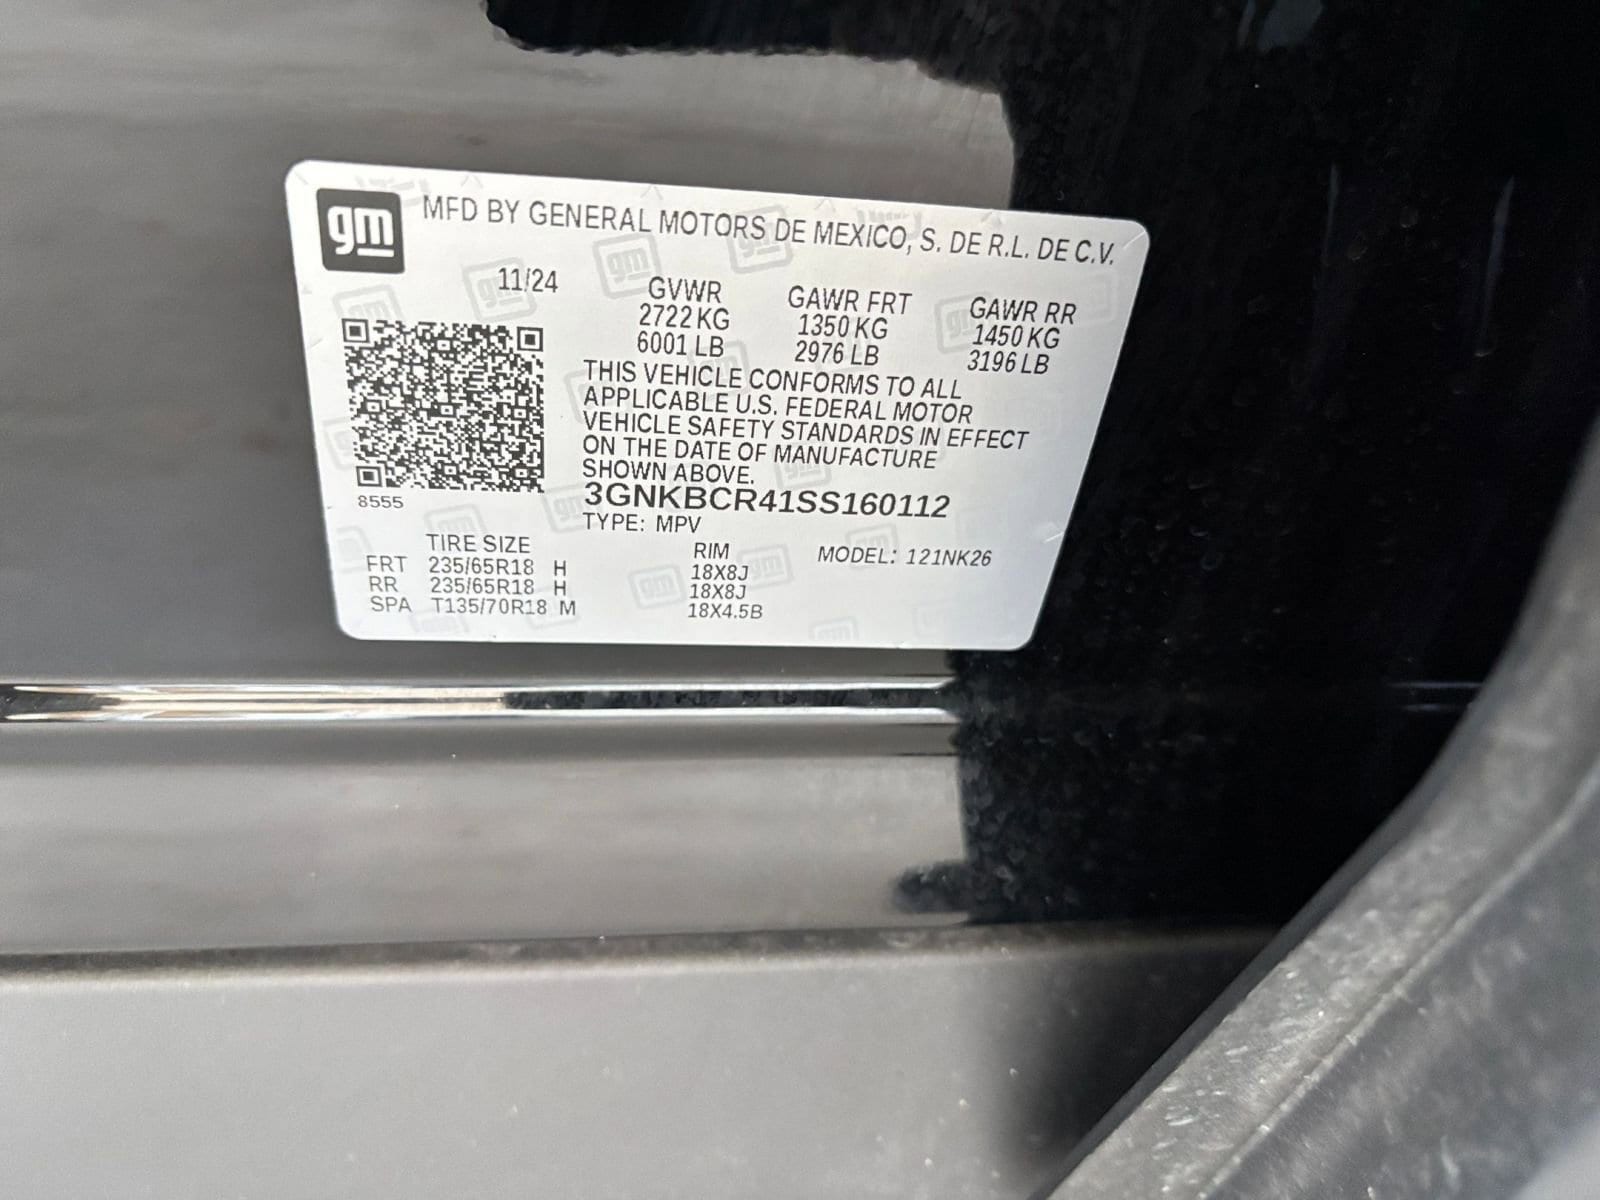 gm MFD BY GENERAL MOTORS DE MEXICO, S. DE R.L. DE C.V.
11/24 GVWR GAWR FRT GAWR RR
2722 KG 1350 KG 1450 KG
6001 LB 2976 LB 3196 LB
THIS VEHICLE CONFORMS TO ALL
APPLICABLE U.S. FEDERAL MOTOR
VEHICLE SAFETY STANDARDS IN EFFECT
ON THE DATE OF MANUFACTURE
SHOWN ABOVE.
8555 3GNKBCR41SS160112
TYPE: MPV
TIRE SIZE RIM MODEL: 121NK26
FRT 235/65R18 H 18X8J
RR 235/65R18 H 18X8J
SPA T135/70R18 M 18X4.5B